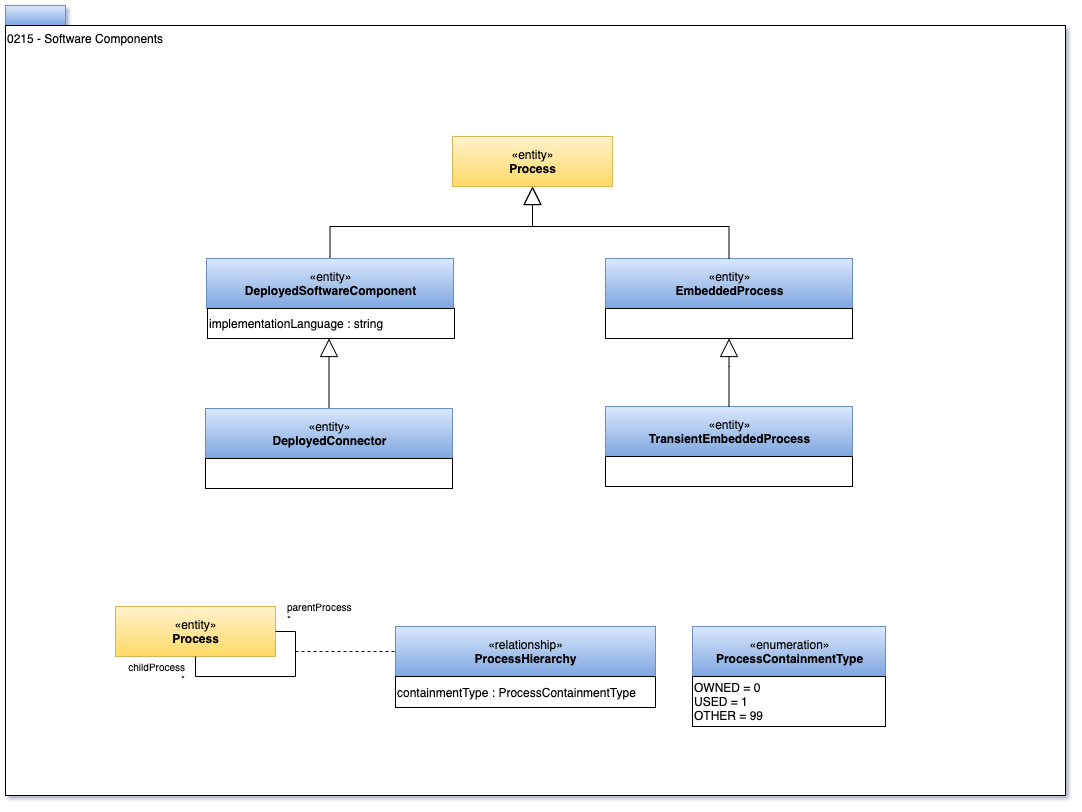 0215 - Software Components
«entity»
Process
«entity»
DeployedSoftwareComponent
implementationLanguage : string
«entity»
EmbeddedProcess
«entity»
DeployedConnector
«entity»
TransientEmbeddedProcess
«entity»
Process
parentProcess
*
childProcess
*
«relationship»
ProcessHierarchy
containmentType : ProcessContainmentType
«enumeration»
ProcessContainmentType
OWNED = 0
USED = 1
OTHER = 99